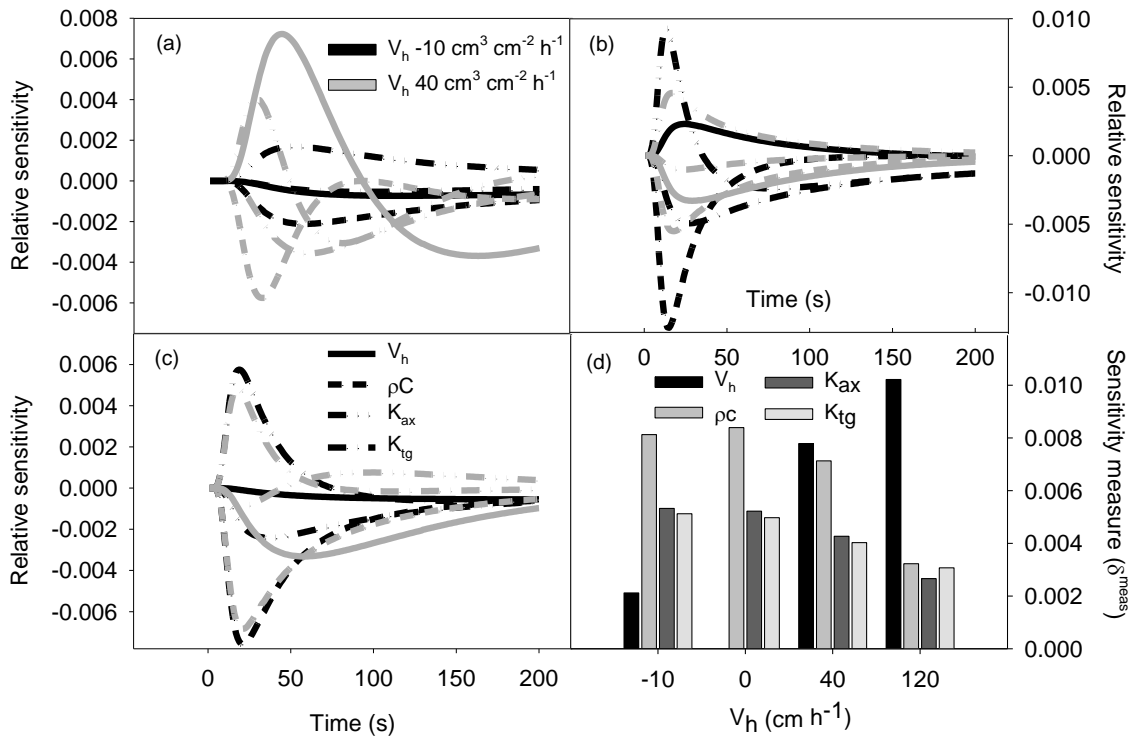 (a)
V_h -10 cm³ cm⁻² h⁻¹
V_h 40 cm³ cm⁻² h⁻¹
Relative sensitivity
0.008
0.006
0.004
0.002
0.000
-0.002
-0.004
-0.006
(b)
0.010
0.005
0.000
-0.005
-0.010
Relative sensitivity
Time (s)
0 50 100 150 200
(c)
V_h
ρC
K_ax
K_tg
Relative sensitivity
0.006
0.004
0.002
0.000
-0.002
-0.004
-0.006
0 50 100 150 200
Time (s)
(d)
V_h
K_ax
ρc
K_tg
Sensitivity measure (δ^meas)
0.010
0.008
0.006
0.004
0.002
0.000
-10 0 40 120
V_h (cm h⁻¹)